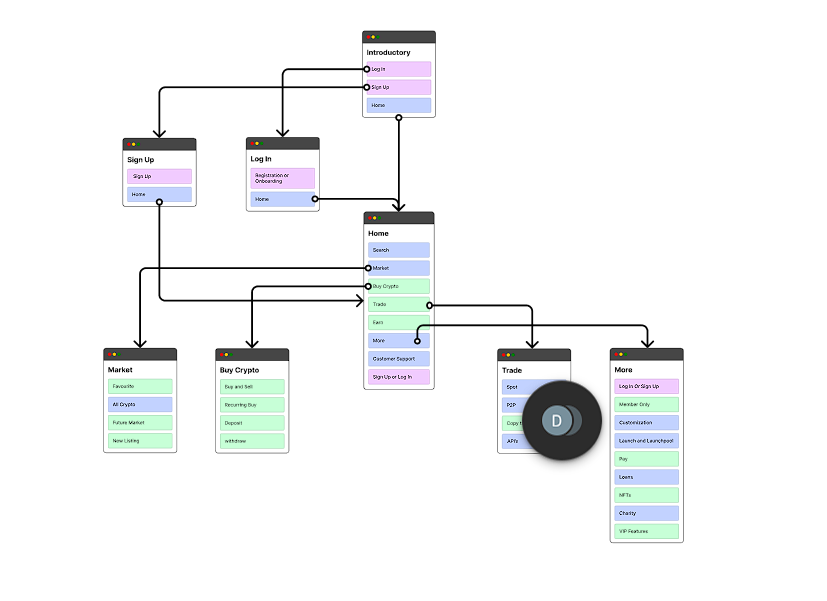 Introductory
Log In
Sign Up
Home
Sign Up
Sign Up
Home
Log In
Registration or
Onboarding
Home
Home
Search
Market
Buy Crypto
Trade
Earn
More
Customer Support
Sign Up or Log In
Market
Favourite
All Crypto
Future Market
New Listing
Buy Crypto
Buy and Sell
Recurring Buy
Deposit
withdraw
Trade
Spot
P2P
Copy
APIs
D
More
Log In Or Sign Up
Member Only
Customization
Launch and Launchpool
Pay
Loans
NFTs
Charity
VIP Features